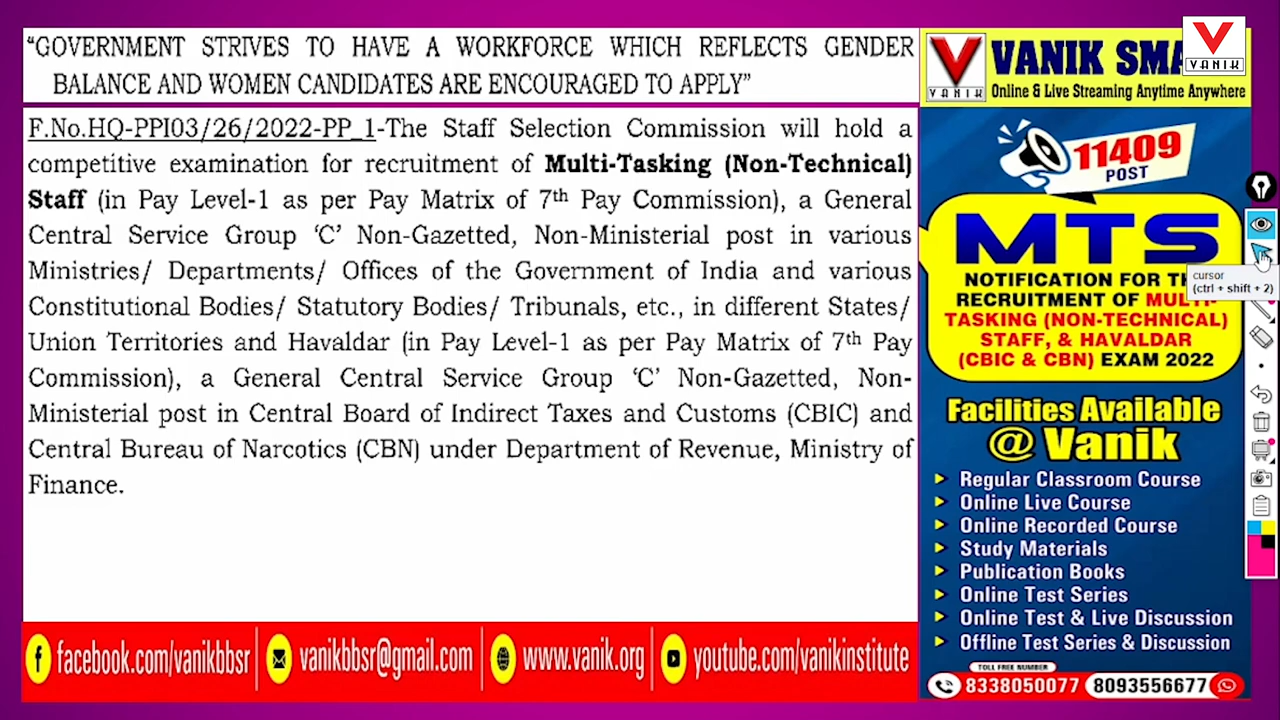 “GOVERNMENT STRIVES TO HAVE A WORKFORCE WHICH REFLECTS GENDER
BALANCE AND WOMEN CANDIDATES ARE ENCOURAGED TO APPLY”
F.No.HQ-PPI03/26/2022-PP_1-The Staff Selection Commission will hold a
competitive examination for recruitment of Multi-Tasking (Non-Technical)
Staff (in Pay Level-1 as per Pay Matrix of 7th Pay Commission), a General
Central Service Group ‘C’ Non-Gazetted, Non-Ministerial post in various
Ministries/ Departments/ Offices of the Government of India and various
Constitutional Bodies/ Statutory Bodies/ Tribunals, etc., in different States/
Union Territories and Havaldar (in Pay Level-1 as per Pay Matrix of 7th Pay
Commission), a General Central Service Group ‘C’ Non-Gazetted, Non-
Ministerial post in Central Board of Indirect Taxes and Customs (CBIC) and
Central Bureau of Narcotics (CBN) under Department of Revenue, Ministry of
Finance.
facebook.com/vanikbbsr
vanikbbsr@gmail.com
www.vanik.org
youtube.com/vanikinstitute
VANIK
VANIK SMA
VANIK
Online & Live Streaming Anytime Anywhere
11409
POST
MTS
NOTIFICATION FOR TH
RECRUITMENT OF MULTI-
TASKING (NON-TECHNICAL)
STAFF, & HAVALDAR
(CBIC & CBN) EXAM 2022
cursor
(ctrl + shift + 2)
Facilities Available
@ Vanik
Regular Classroom Course
Online Live Course
Online Recorded Course
Study Materials
Publication Books
Online Test Series
Online Test & Live Discussion
Offline Test Series & Discussion
TOLL FREE NUMBER
8338050077
8093556677